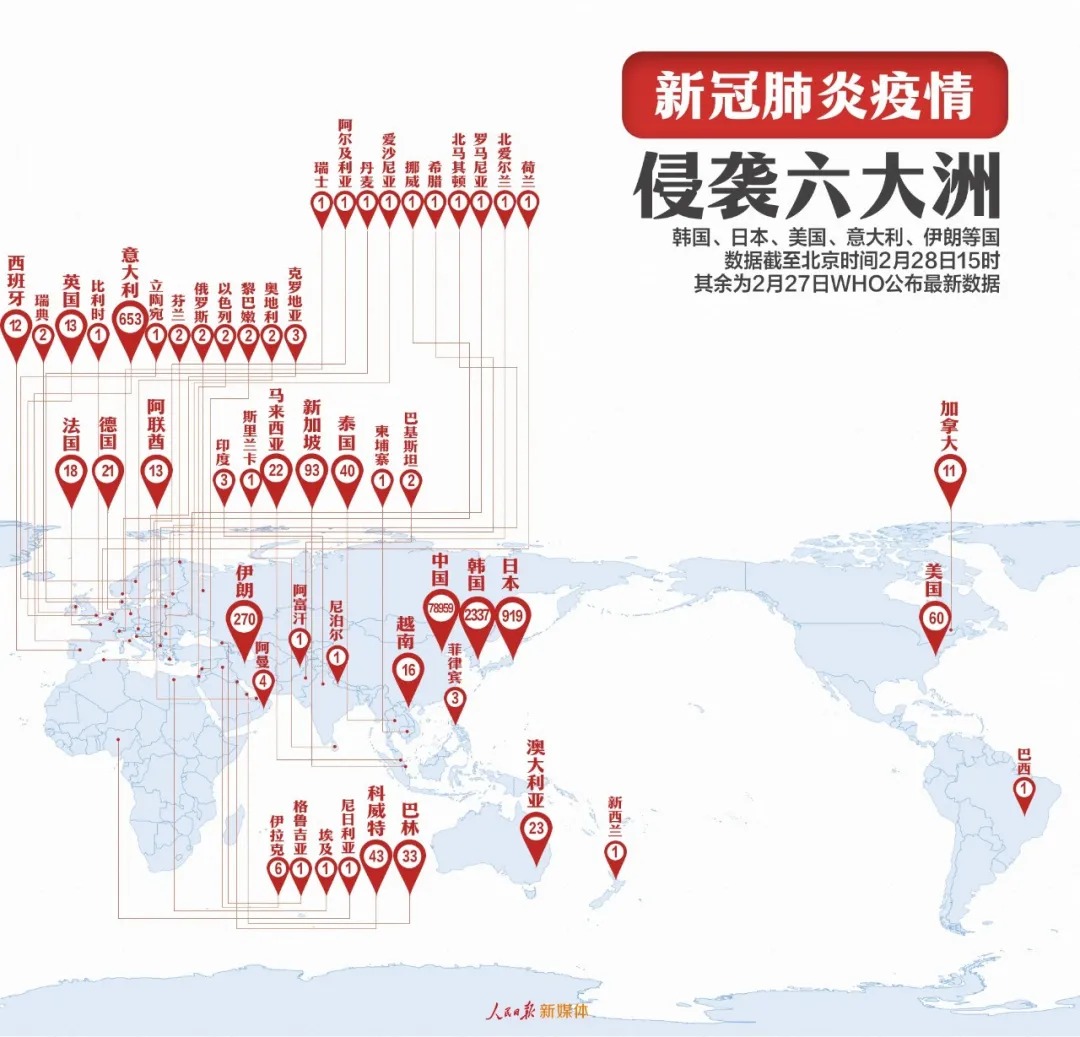 新冠肺炎疫情
侵袭六大洲
韩国、日本、美国、意大利、伊朗等国
数据截至北京时间2月28日15时
其余为2月27日WHO公布最新数据
瑞士
1
阿尔及利亚
1
丹麦
1
爱沙尼亚
1
挪威
1
希腊
1
北马其顿
1
罗马尼亚
1
北爱尔兰
1
荷兰
1
西班牙
12
瑞典
2
英国
13
比利时
1
意大利
653
立陶宛
1
芬兰
2
俄罗斯
2
以色列
2
黎巴嫩
2
奥地利
2
克罗地亚
3
法国
18
德国
21
阿联酋
13
印度
3
斯里兰卡
1
马来西亚
22
新加坡
93
泰国
40
柬埔寨
1
巴基斯坦
2
加拿大
11
伊朗
270
阿曼
4
阿富汗
1
尼泊尔
1
越南
16
中国
78959
韩国
2337
日本
919
菲律宾
3
美国
60
澳大利亚
23
新西兰
1
巴西
1
伊拉克
6
格鲁吉亚
1
埃及
1
尼日利亚
1
科威特
43
巴林
33
人民日报 新媒体